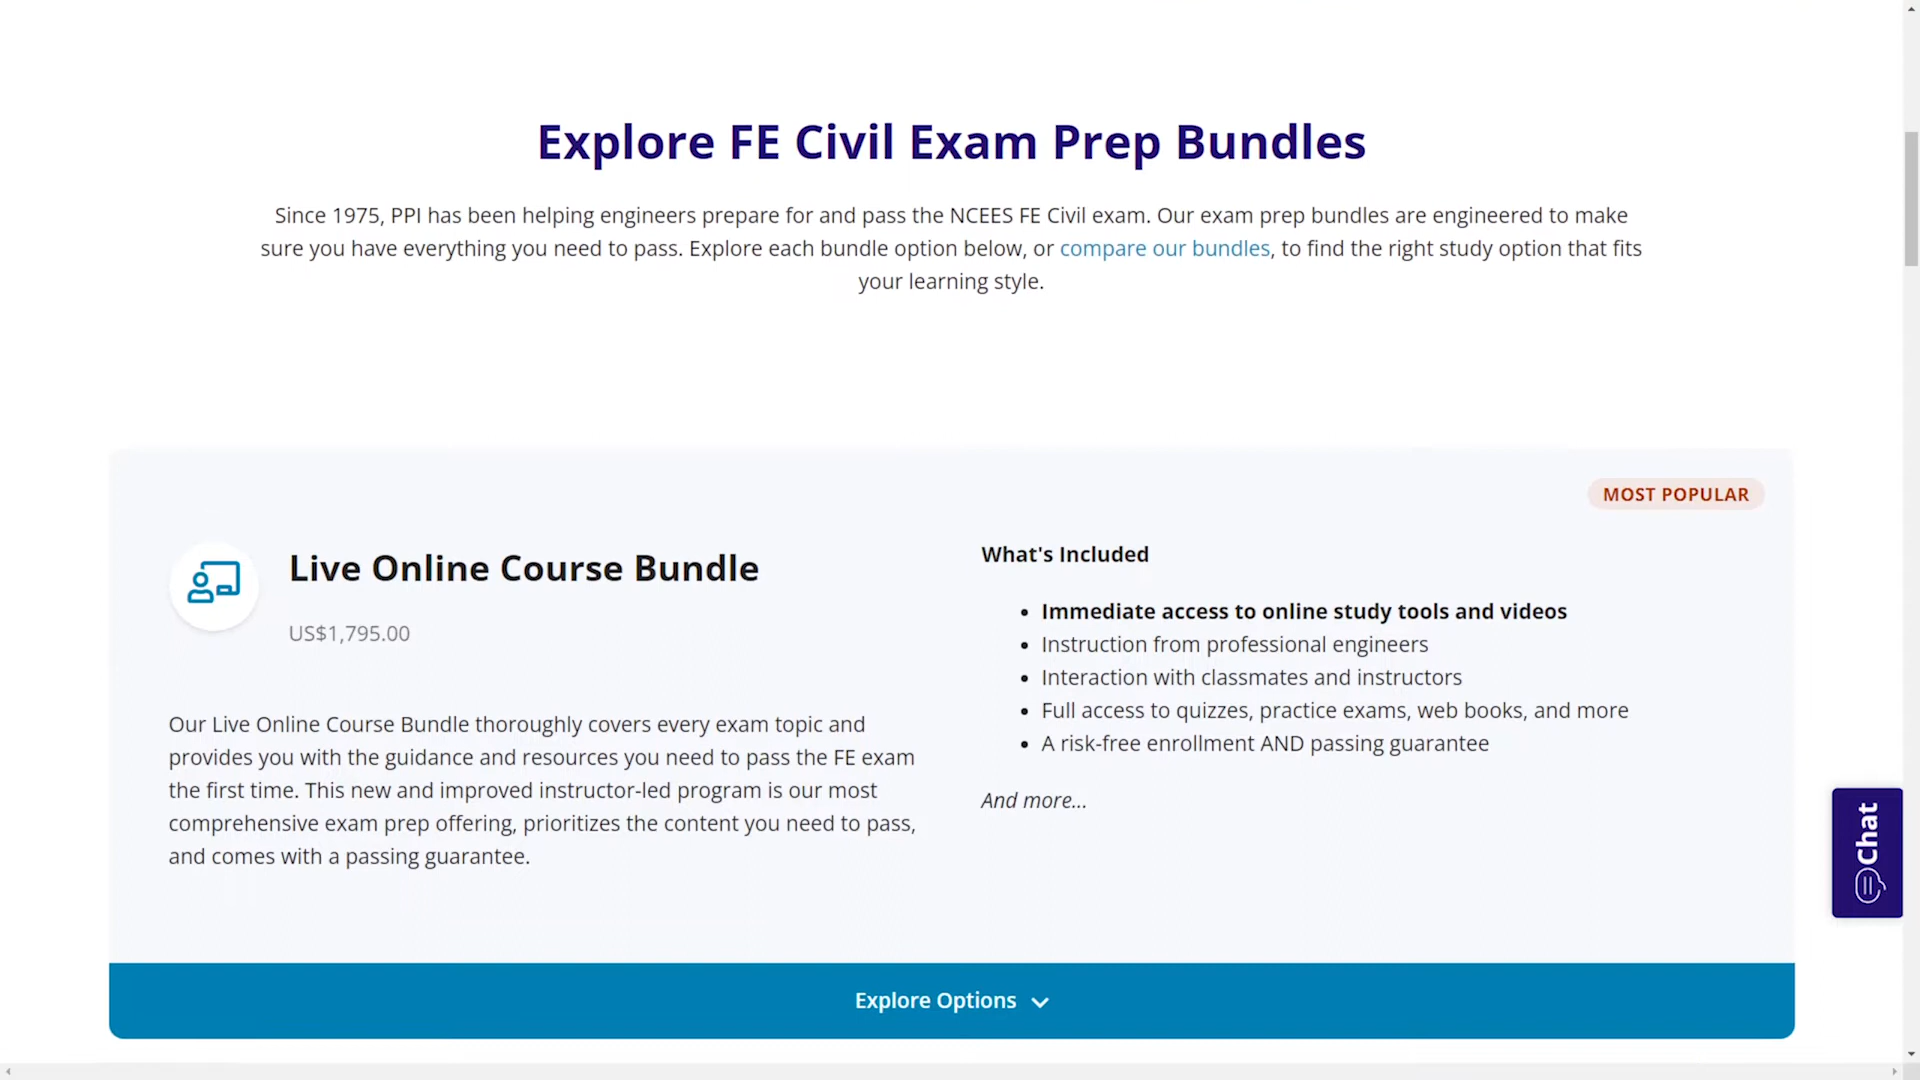 Explore FE Civil Exam Prep Bundles
Since 1975, PPI has been helping engineers prepare for and pass the NCEES FE Civil exam. Our exam prep bundles are engineered to make
sure you have everything you need to pass. Explore each bundle option below, or compare our bundles, to find the right study option that fits
your learning style.
MOST POPULAR
Live Online Course Bundle
US$1,795.00
Our Live Online Course Bundle thoroughly covers every exam topic and
provides you with the guidance and resources you need to pass the FE exam
the first time. This new and improved instructor-led program is our most
comprehensive exam prep offering, prioritizes the content you need to pass,
and comes with a passing guarantee.
What's Included
• Immediate access to online study tools and videos
• Instruction from professional engineers
• Interaction with classmates and instructors
• Full access to quizzes, practice exams, web books, and more
• A risk-free enrollment AND passing guarantee
And more...
Chat
Explore Options